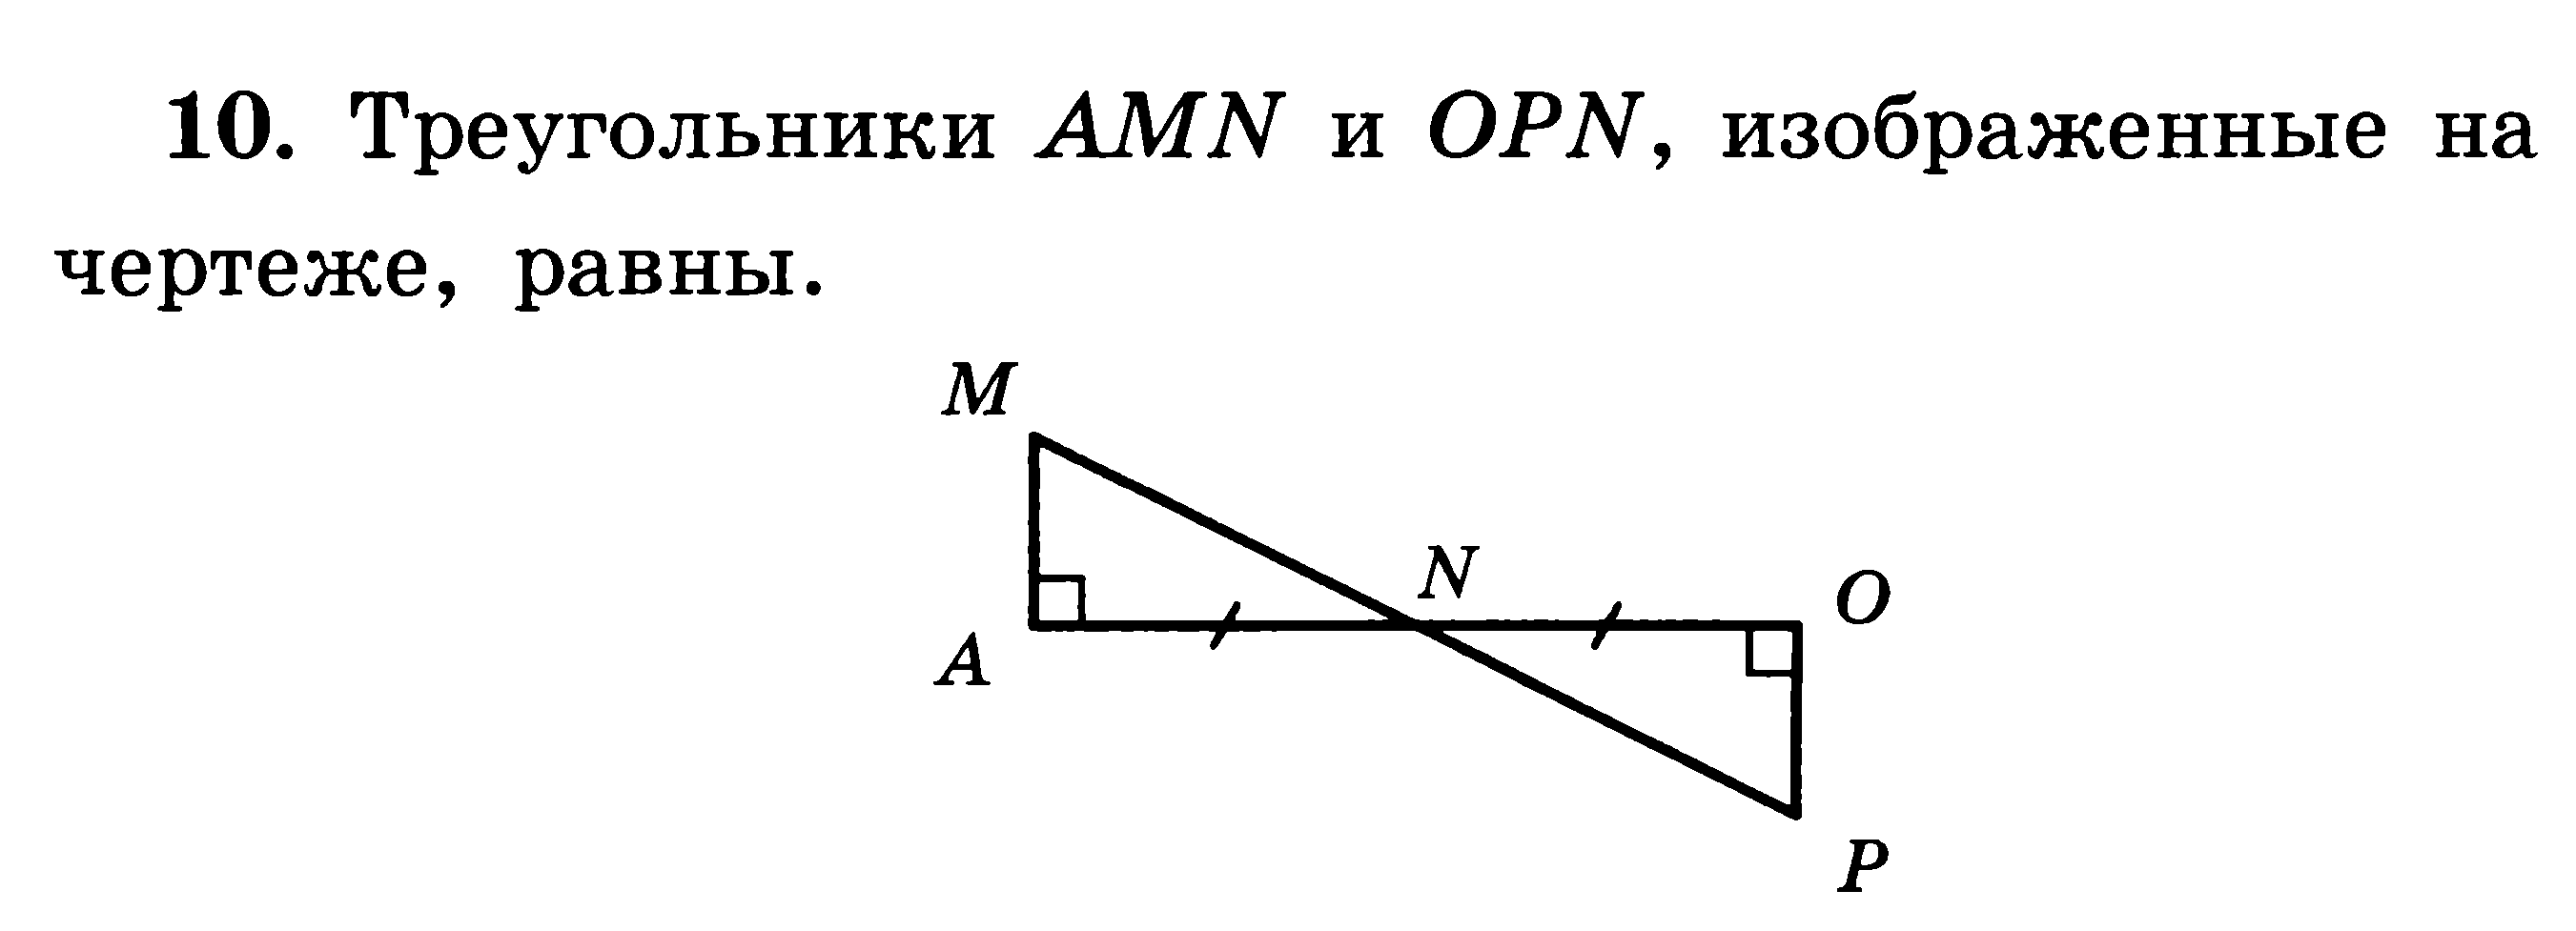 10. Треугольники AMN и OPN, изображенные на
чертеже, равны.
M
N
O
A
P